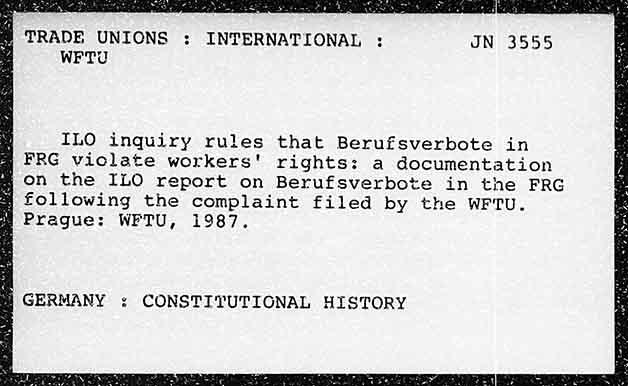 TRADE UNIONS : INTERNATIONAL : JN 3555
WFTU
ILO inquiry rules that Berufsverbote in
FRG violate workers' rights: a documentation
on the ILO report on Berufsverbote in the FRG
following the complaint filed by the WFTU.
Prague: WFTU, 1987.
GERMANY : CONSTITUTIONAL HISTORY